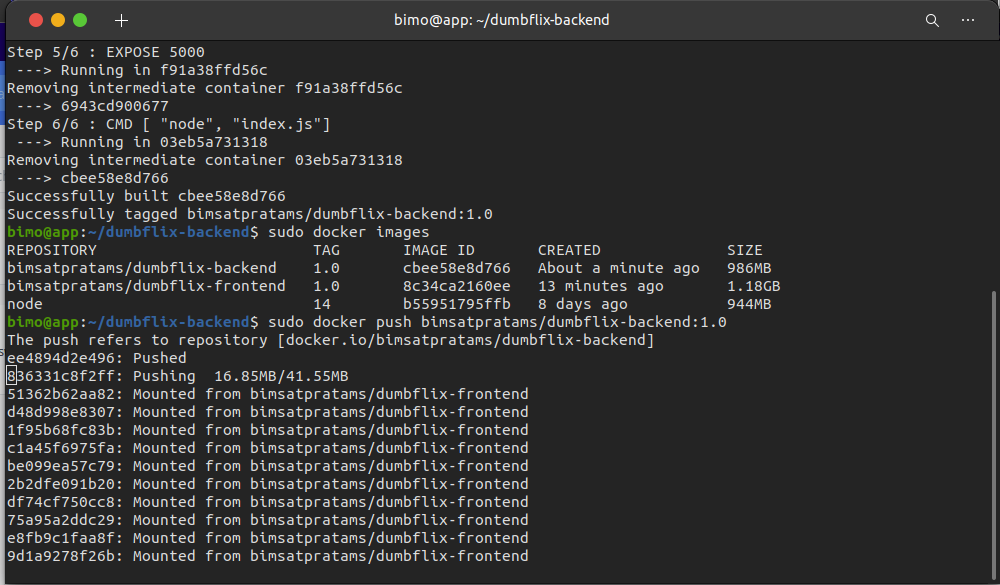 bimo@app: ~/dumbflix-backend
Step 5/6 : EXPOSE 5000
 ---> Running in f91a38ffd56c
Removing intermediate container f91a38ffd56c
 ---> 6943cd900677
Step 6/6 : CMD [ "node", "index.js"]
 ---> Running in 03eb5a731318
Removing intermediate container 03eb5a731318
 ---> cbee58e8d766
Successfully built cbee58e8d766
Successfully tagged bimsatpratams/dumbflix-backend:1.0
bimo@app:~/dumbflix-backend$ sudo docker images
REPOSITORY                        TAG       IMAGE ID       CREATED              SIZE
bimsatpratams/dumbflix-backend    1.0       cbee58e8d766   About a minute ago   986MB
bimsatpratams/dumbflix-frontend   1.0       8c34ca2160ee   13 minutes ago       1.18GB
node                              14        b55951795ffb   8 days ago           944MB
bimo@app:~/dumbflix-backend$ sudo docker push bimsatpratams/dumbflix-backend:1.0
The push refers to repository [docker.io/bimsatpratams/dumbflix-backend]
ee4894d2e496: Pushed
836331c8f2ff: Pushing  16.85MB/41.55MB
51362b62aa82: Mounted from bimsatpratams/dumbflix-frontend
d48d998e8307: Mounted from bimsatpratams/dumbflix-frontend
1f95b68fc83b: Mounted from bimsatpratams/dumbflix-frontend
c1a45f6975fa: Mounted from bimsatpratams/dumbflix-frontend
be099ea57c79: Mounted from bimsatpratams/dumbflix-frontend
2b2dfe091b20: Mounted from bimsatpratams/dumbflix-frontend
df74cf750cc8: Mounted from bimsatpratams/dumbflix-frontend
75a95a2ddc29: Mounted from bimsatpratams/dumbflix-frontend
e8fb9c1faa8f: Mounted from bimsatpratams/dumbflix-frontend
9d1a9278f26b: Mounted from bimsatpratams/dumbflix-frontend